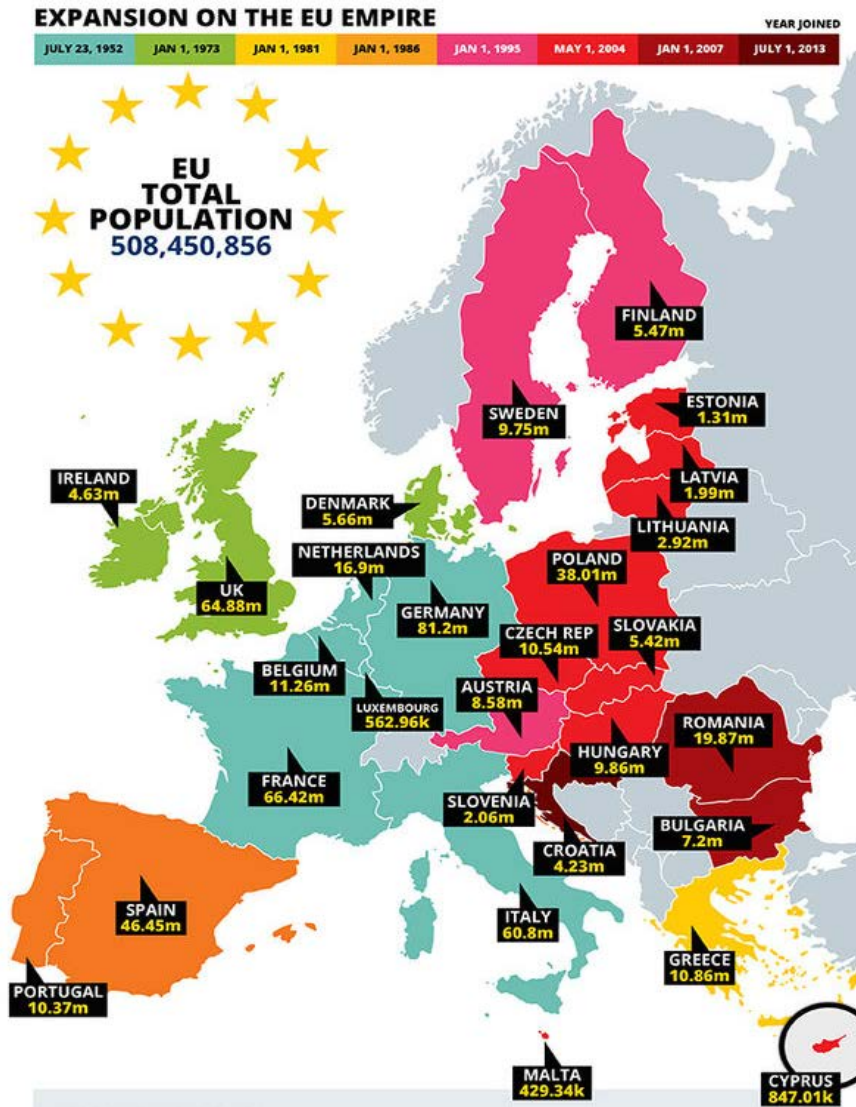 EXPANSION ON THE EU EMPIRE
YEAR JOINED
JULY 23, 1952
JAN 1, 1973
JAN 1, 1981
JAN 1, 1986
JAN 1, 1995
MAY 1, 2004
JAN 1, 2007
JULY 1, 2013
EU
TOTAL
POPULATION
508,450,856
FINLAND
5.47m
SWEDEN
9.75m
ESTONIA
1.31m
IRELAND
4.63m
LATVIA
1.99m
DENMARK
5.66m
LITHUANIA
2.92m
NETHERLANDS
16.9m
POLAND
38.01m
UK
64.88m
GERMANY
81.2m
CZECH REP
10.54m
SLOVAKIA
5.42m
BELGIUM
11.26m
AUSTRIA
8.58m
LUXEMBOURG
562.96k
ROMANIA
19.87m
HUNGARY
9.86m
FRANCE
66.42m
SLOVENIA
2.06m
BULGARIA
7.2m
CROATIA
4.23m
SPAIN
46.45m
ITALY
60.8m
GREECE
10.86m
PORTUGAL
10.37m
MALTA
429.34k
CYPRUS
847.01k